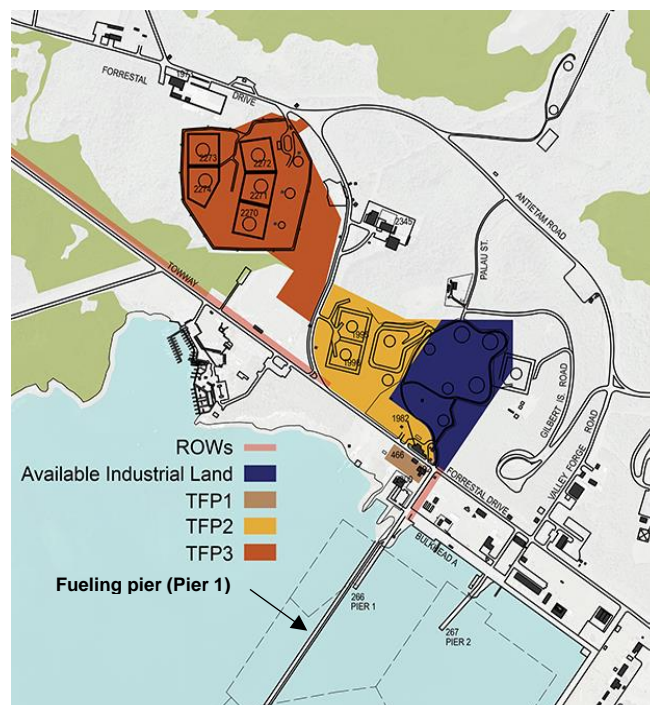 FORRESTAL
DRIVE
2273
2272
2274
2271
2270
2345
ANTIETAM ROAD
PALAU ST.
TOWWAY
1995
1996
1982
466
GILBERT IS. ROAD
VALLEY FORGE
ROAD
FORRESTAL DRIVE
BULKHEAD A
ROWs
Available Industrial Land
TFP1
TFP2
TFP3
Fueling pier (Pier 1)
266
PIER 1
267
PIER 2